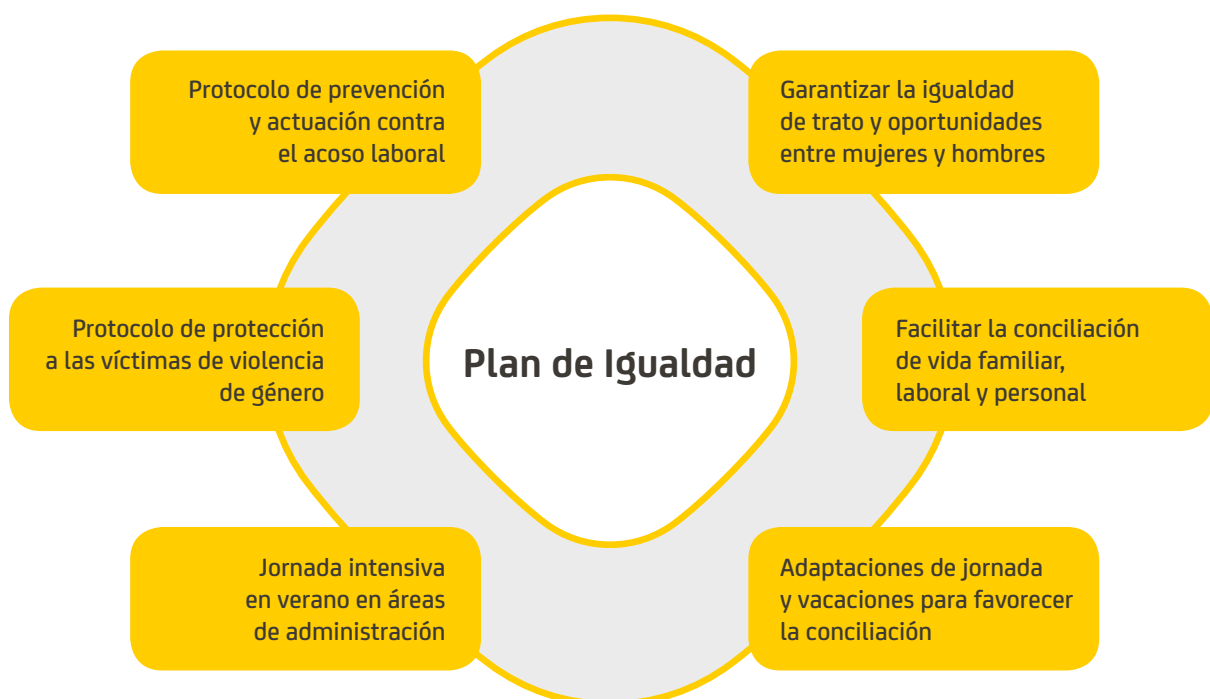 Protocolo de prevención
y actuación contra
el acoso laboral
Garantizar la igualdad
de trato y oportunidades
entre mujeres y hombres
Protocolo de protección
a las víctimas de violencia
de género
Plan de Igualdad
Facilitar la conciliación
de vida familiar,
laboral y personal
Jornada intensiva
en verano en áreas
de administración
Adaptaciones de jornada
y vacaciones para favorecer
la conciliación